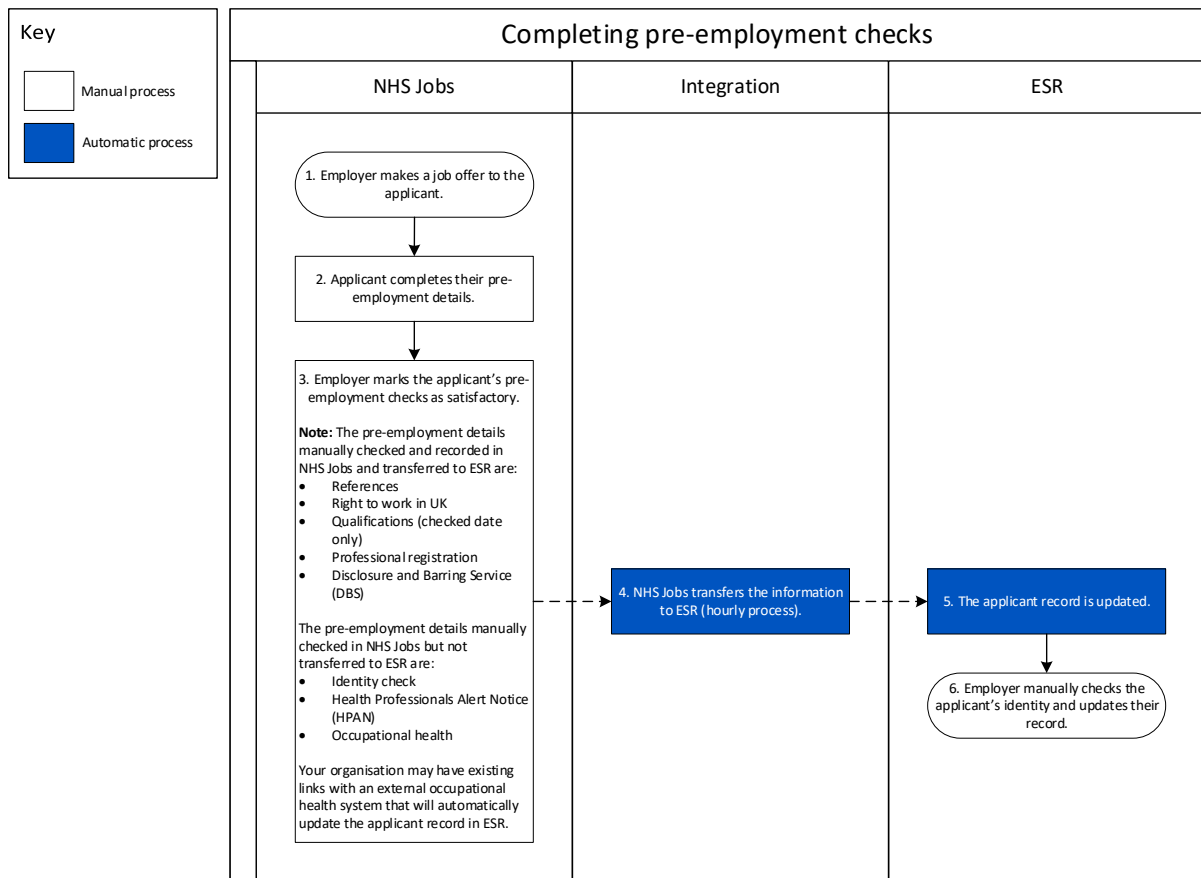 Key
Manual process
Automatic process
Completing pre-employment checks
NHS Jobs
Integration
ESR
1. Employer makes a job offer to the
applicant.
2. Applicant completes their pre-
employment details.
3. Employer marks the applicant’s pre-
employment checks as satisfactory.
Note: The pre-employment details
manually checked and recorded in
NHS Jobs and transferred to ESR are:
• References
• Right to work in UK
• Qualifications (checked date
only)
• Professional registration
• Disclosure and Barring Service
(DBS)
The pre-employment details manually
checked in NHS Jobs but not
transferred to ESR are:
• Identity check
• Health Professionals Alert Notice
(HPAN)
• Occupational health
Your organisation may have existing
links with an external occupational
health system that will automatically
update the applicant record in ESR.
4. NHS Jobs transfers the information
to ESR (hourly process).
5. The applicant record is updated.
6. Employer manually checks the
applicant’s identity and updates their
record.